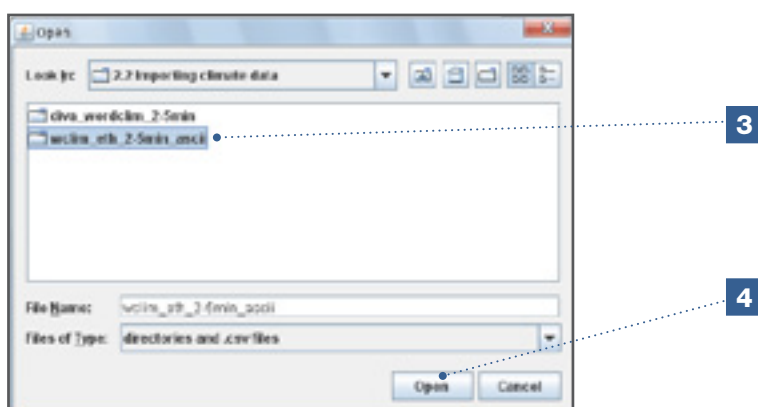 Open
Look In: 2.2 Importing climate data
diva_wordclim_2-5min
wclim_eth_2-5min_ascii
3
File Name: wclim_eth_2-5min_ascii
4
Files of Type: directories and .csv files
Open Cancel